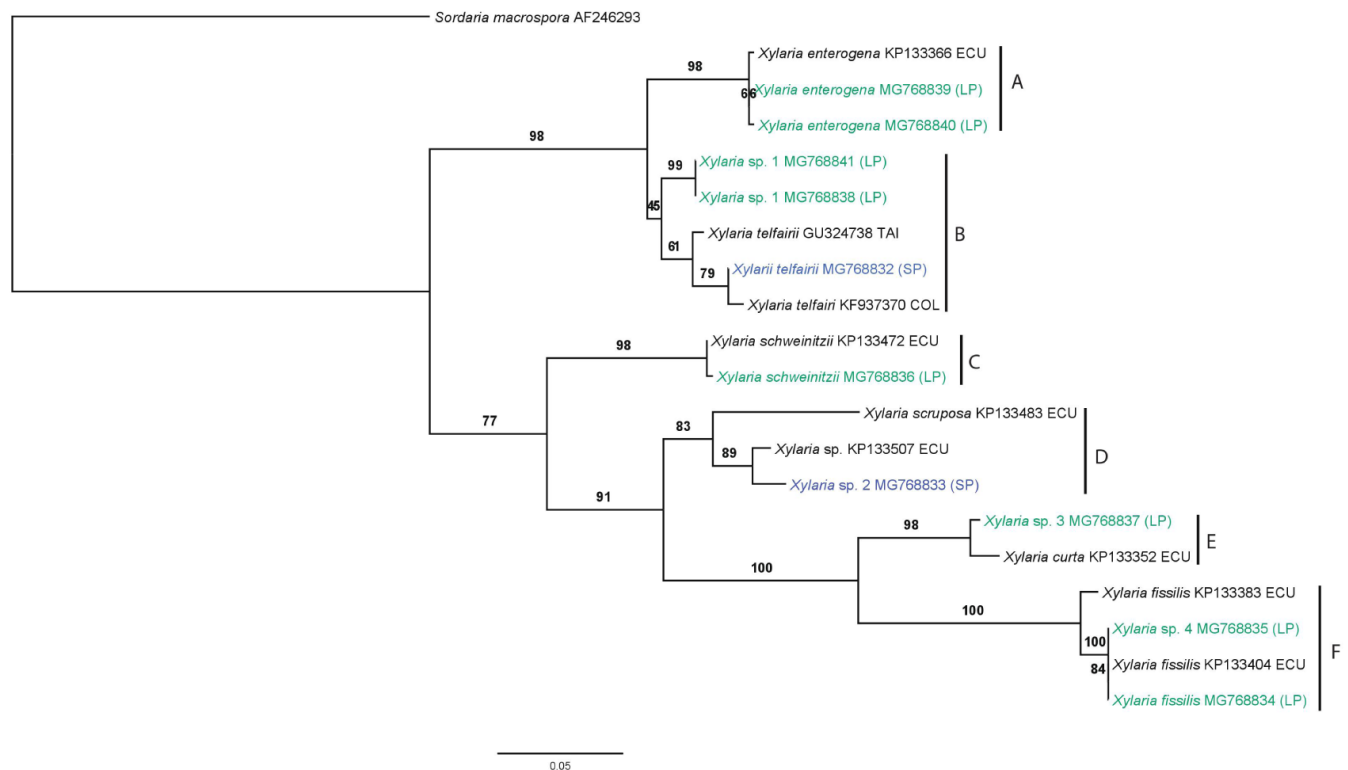 Sordaria macrospora AF246293
Xylaria enterogena KP133366 ECU
98
Xylaria enterogena MG768839 (LP)
66
A
Xylaria enterogena MG768840 (LP)
98
Xylaria sp. 1 MG768841 (LP)
99
Xylaria sp. 1 MG768838 (LP)
45
Xylaria telfairii GU324738 TAI
B
61
Xylarii telfairii MG768832 (SP)
79
Xylaria telfairi KF937370 COL
Xylaria schweinitzii KP133472 ECU
98
C
Xylaria schweinitzii MG768836 (LP)
77
Xylaria scruposa KP133483 ECU
83
Xylaria sp. KP133507 ECU
89
D
Xylaria sp. 2 MG768833 (SP)
91
Xylaria sp. 3 MG768837 (LP)
98
E
Xylaria curta KP133352 ECU
100
Xylaria fissilis KP133383 ECU
100
Xylaria sp. 4 MG768835 (LP)
100
F
Xylaria fissilis KP133404 ECU
84
Xylaria fissilis MG768834 (LP)
0.05